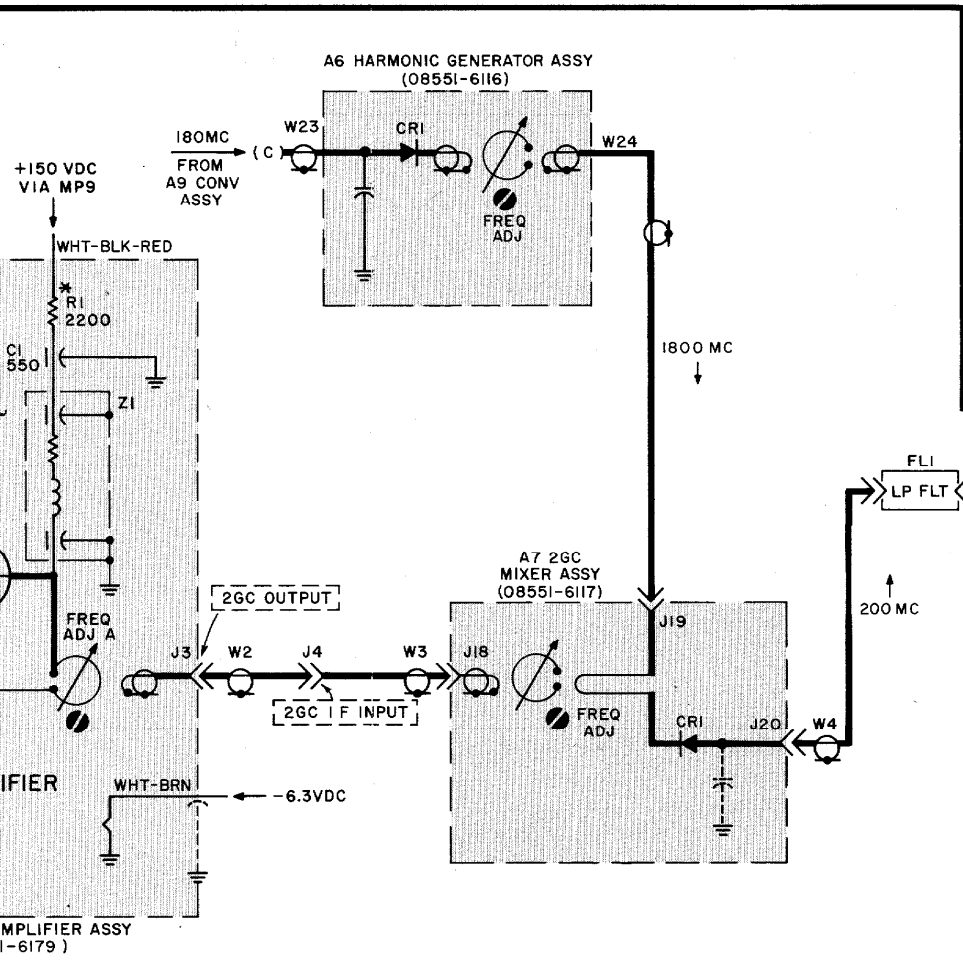 A6 HARMONIC GENERATOR ASSY
(08551-6116)
W23
CR1
W24
180MC
(C)
FROM
A9 CONV
ASSY
FREQ
ADJ
+150 VDC
VIA MP9
WHT-BLK-RED
*
R1
2200
C1
550
Z1
1800 MC
FL1
LP FLT
200 MC
A7 2GC
MIXER ASSY
(08551-6117)
J19
2GC OUTPUT
FREQ
ADJ A
J3
W2
J4
W3
J18
2GC IF INPUT
FREQ
ADJ
CR1
J20
W4
IFIER
WHT-BRN
-6.3VDC
MPLIFIER ASSY
1-6179)